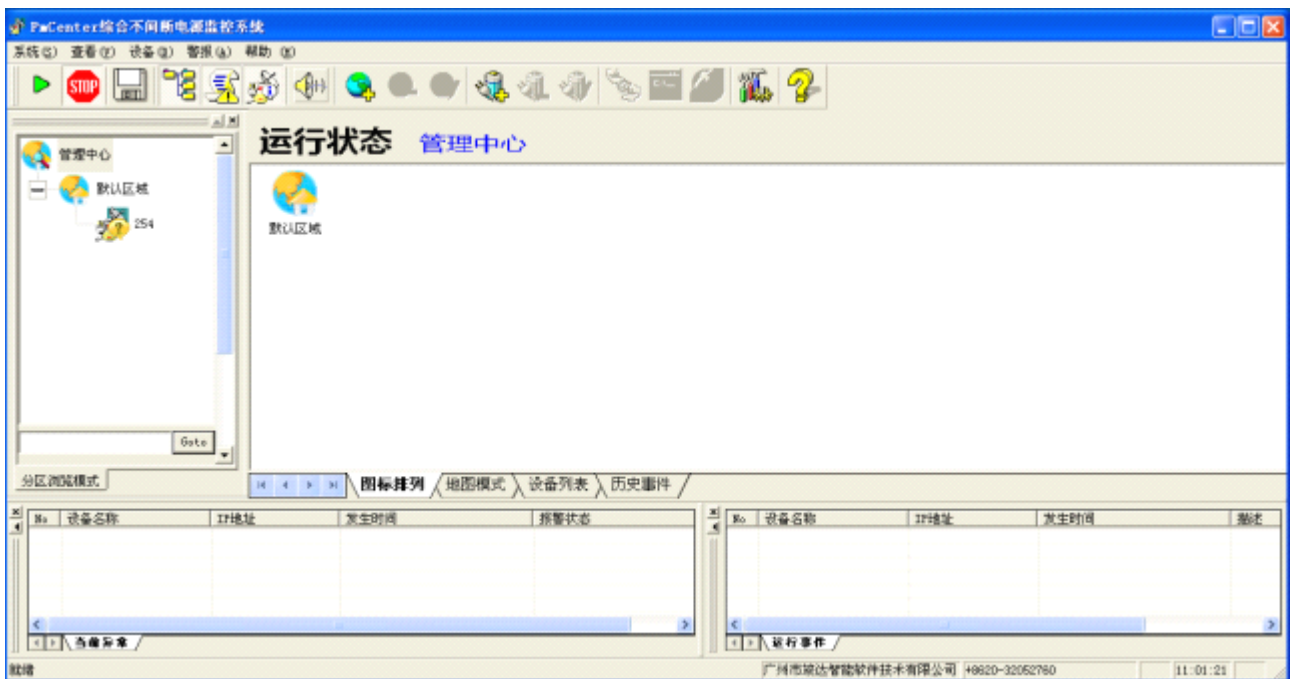 PmCenter综合不间断电源监控系统
系统(S) 查看(V) 设备(Q) 警报(A) 帮助(H)
STOP
运行状态 管理中心
管理中心
默认区域
254
默认区域
Goto
分区浏览模式
图标排列 地图模式 设备列表 历史事件
No 设备名称 IP地址 发生时间 报警状态
No 设备名称 IP地址 发生时间 描述
当前异常
运行事件
就绪
智能软件技术有限公司 +8620-32052760 11:01:21